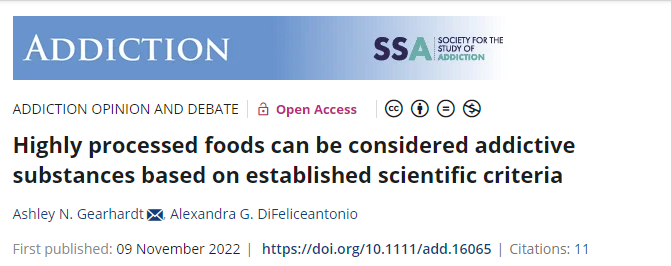 ADDICTION
SSA SOCIETY FOR THE
STUDY OF
ADDICTION
ADDICTION OPINION AND DEBATE | Open Access | cc
Highly processed foods can be considered addictive
substances based on established scientific criteria
Ashley N. Gearhardt, Alexandra G. DiFeliceantonio
First published: 09 November 2022 | https://doi.org/10.1111/add.16065 | Citations: 11